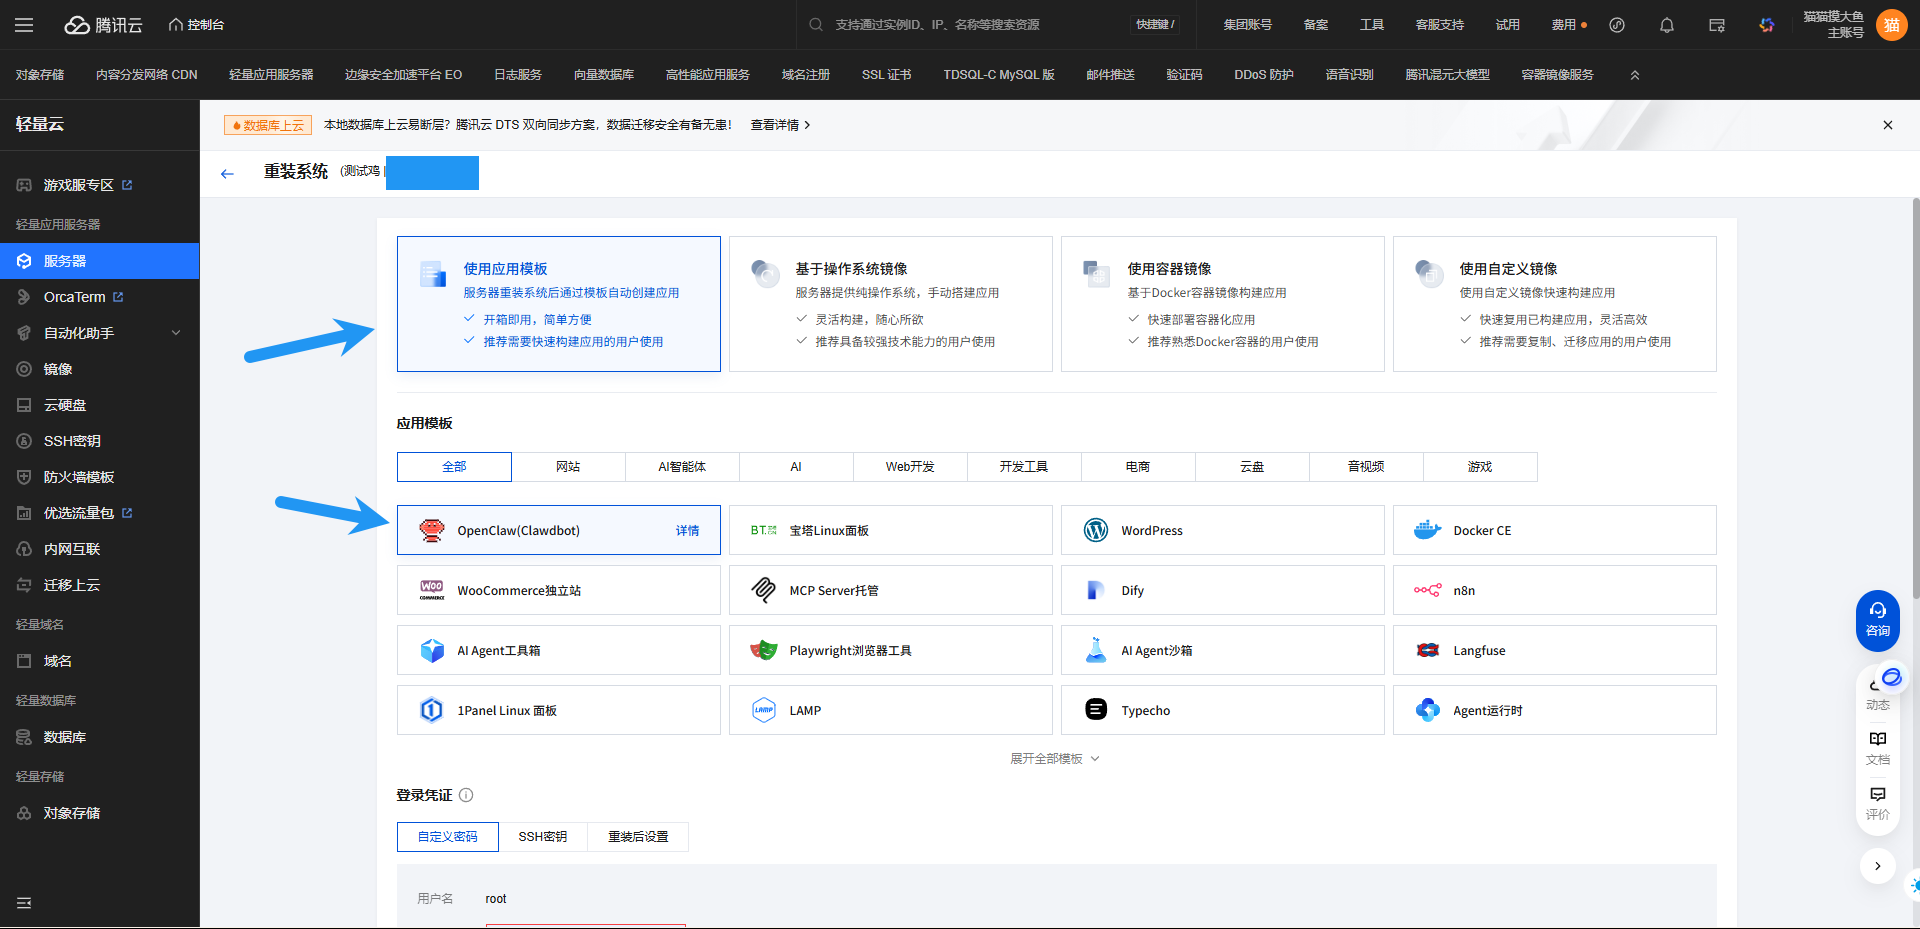 腾讯云
控制台
支持通过实例ID、IP、名称等搜索资源
快捷键 /
集团账号
备案
工具
客服支持
试用
费用
猫猫摸大鱼
主账号
猫
对象存储
内容分发网络 CDN
轻量应用服务器
边缘安全加速平台 EO
日志服务
向量数据库
高性能应用服务
域名注册
SSL 证书
TDSQL-C MySQL 版
邮件推送
验证码
DDoS 防护
语音识别
腾讯混元大模型
容器镜像服务
轻量云
游戏服专区
轻量应用服务器
服务器
OrcaTerm
自动化助手
镜像
云硬盘
SSH密钥
防火墙模板
优选流量包
内网互联
迁移上云
轻量域名
域名
轻量数据库
数据库
轻量存储
对象存储
数据库上云
本地数据库上云易断层？腾讯云 DTS 双向同步方案，数据迁移安全有备无患！
查看详情
重装系统
(测试鸡 |
使用应用模板
服务器重装系统后通过模板自动创建应用
开箱即用，简单方便
推荐需要快速构建应用的用户使用
基于操作系统镜像
服务器提供纯操作系统，手动搭建应用
灵活构建，随心所欲
推荐具备较强技术能力的用户使用
使用容器镜像
基于Docker容器镜像构建应用
快速部署容器化应用
推荐熟悉Docker容器的用户使用
使用自定义镜像
使用自定义镜像快速构建应用
快速复用已构建应用，灵活高效
推荐需要复制、迁移应用的用户使用
应用模板
全部
网站
AI智能体
AI
Web开发
开发工具
电商
云盘
音视频
游戏
OpenClaw(Clawdbot)
详情
宝塔Linux面板
WordPress
Docker CE
WOO COMMERCE
WooCommerce独立站
MCP Server托管
Dify
n8n
AI Agent工具箱
Playwright浏览器工具
AI Agent沙箱
Langfuse
1Panel Linux 面板
LAMP
LAMP
Typecho
Agent运行时
展开全部模板
登录凭证
自定义密码
SSH密钥
重装后设置
用户名
root
咨询
动态
文档
评价